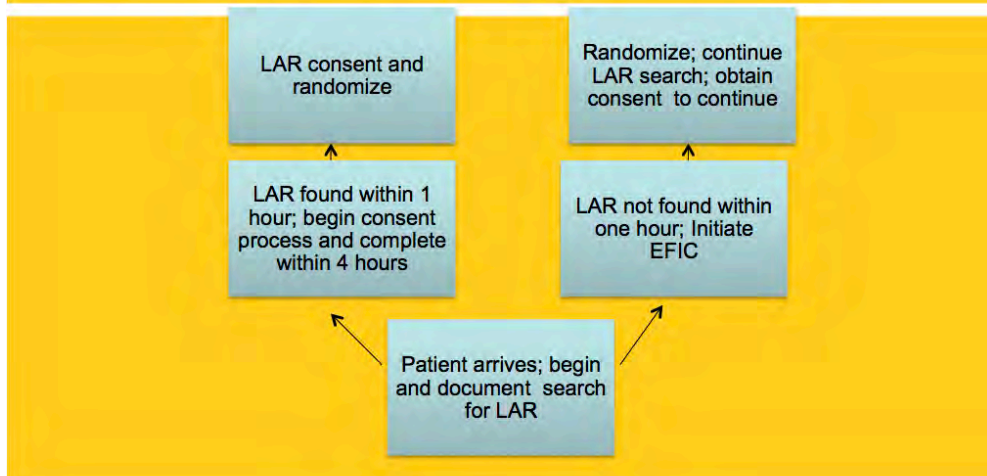 LAR consent and
randomize
Randomize; continue
LAR search; obtain
consent to continue
LAR found within 1
hour; begin consent
process and complete
within 4 hours
LAR not found within
one hour; Initiate
EFIC
Patient arrives; begin
and document search
for LAR